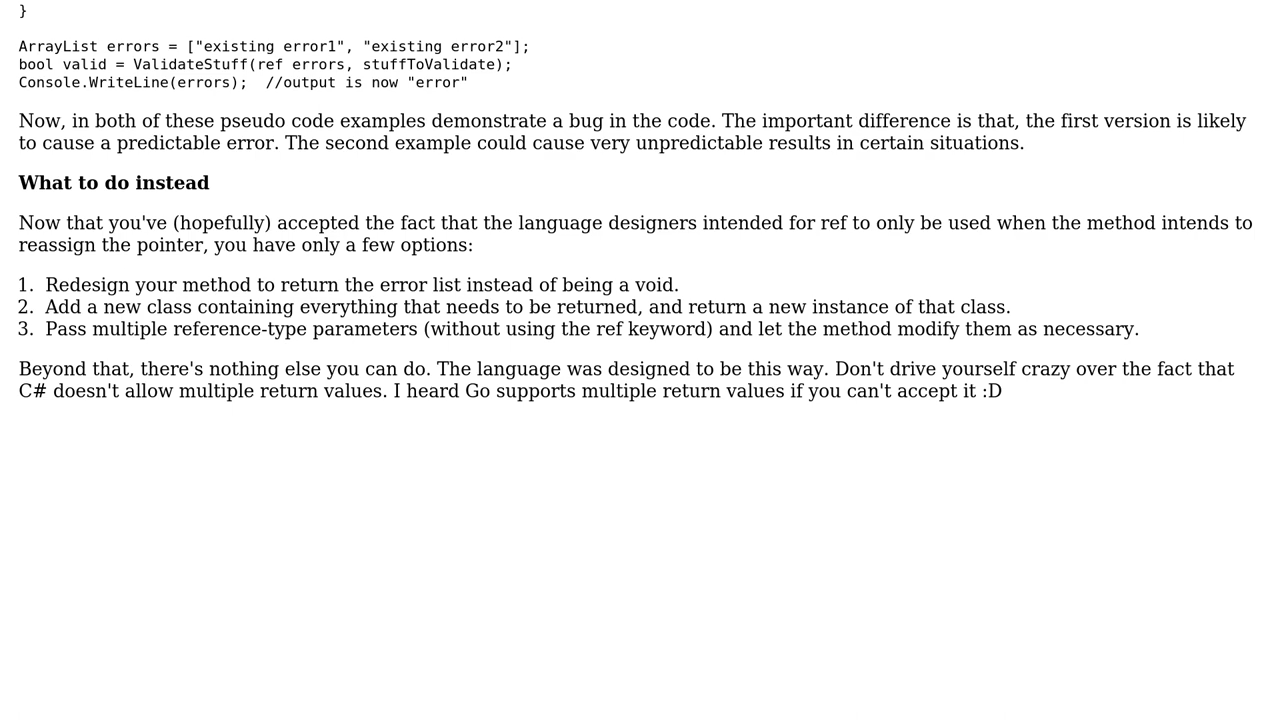 }
ArrayList errors = ["existing error1", "existing error2"];
bool valid = ValidateStuff(ref errors, stuffToValidate);
Console.WriteLine(errors);  //output is now "error"
Now, in both of these pseudo code examples demonstrate a bug in the code. The important difference is that, the first version is likely
to cause a predictable error. The second example could cause very unpredictable results in certain situations.
What to do instead
Now that you've (hopefully) accepted the fact that the language designers intended for ref to only be used when the method intends to
reassign the pointer, you have only a few options:
1. Redesign your method to return the error list instead of being a void.
2. Add a new class containing everything that needs to be returned, and return a new instance of that class.
3. Pass multiple reference-type parameters (without using the ref keyword) and let the method modify them as necessary.
Beyond that, there's nothing else you can do. The language was designed to be this way. Don't drive yourself crazy over the fact that
C# doesn't allow multiple return values. I heard Go supports multiple return values if you can't accept it :D